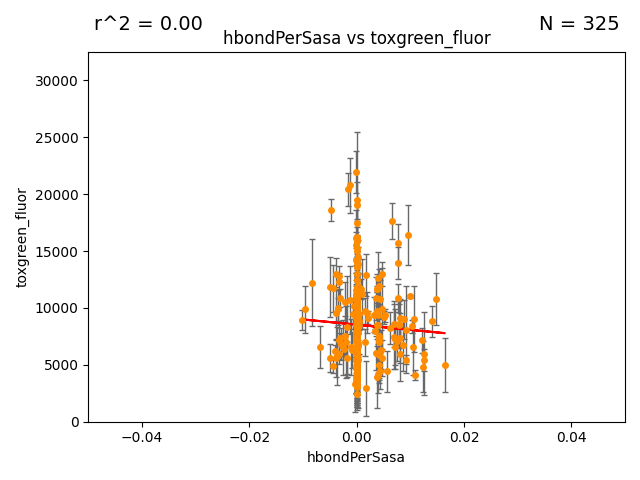 r^2 = 0.00
N = 325
hbondPerSasa vs toxgreen_fluor
30000
25000
20000
15000
10000
5000
0
toxgreen_fluor
−0.04
−0.02
0.00
0.02
0.04
hbondPerSasa